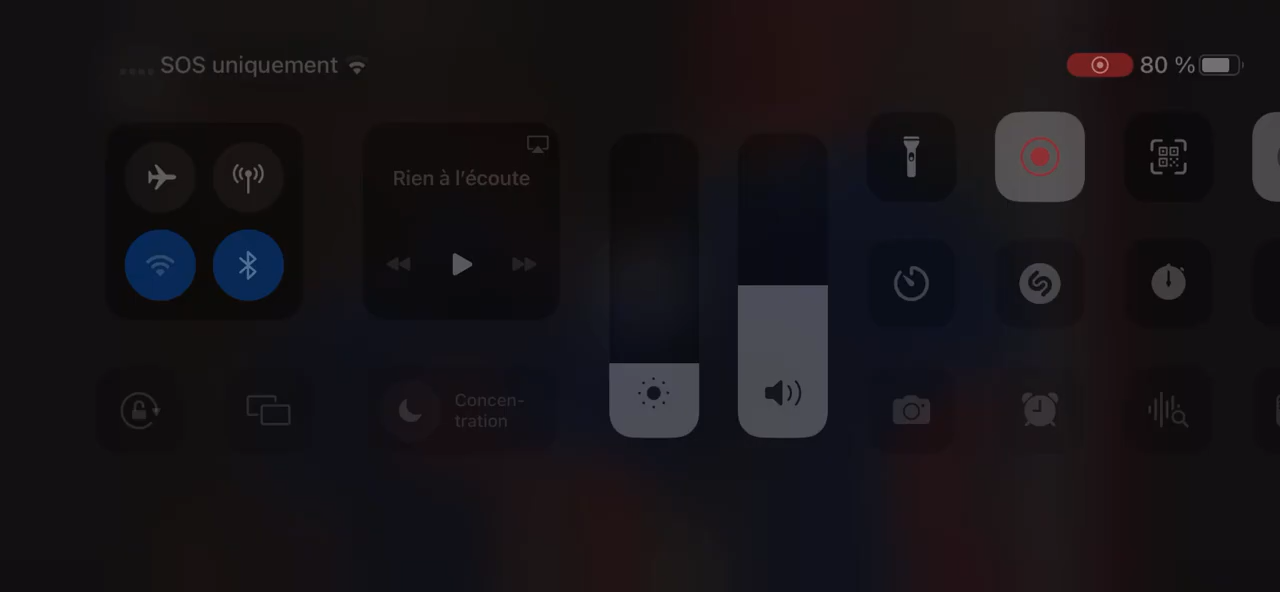 SOS uniquement
80 %
Rien à l’écoute
Concen-
tration